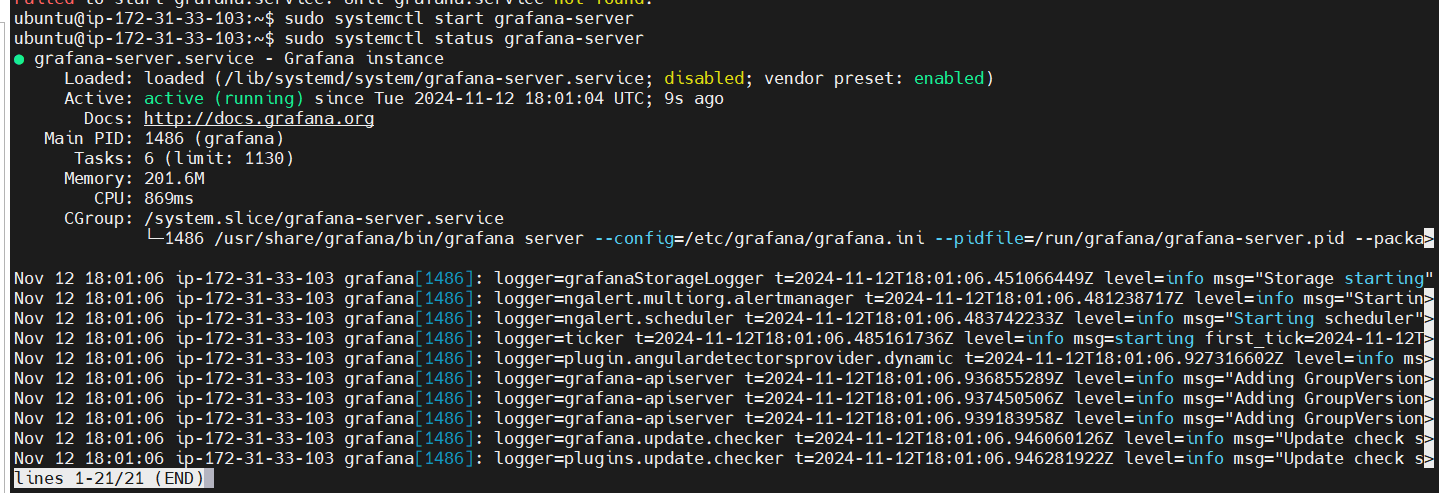 Failed to start grafana.service: Unit grafana.service not found.
ubuntu@ip-172-31-33-103:~$ sudo systemctl start grafana-server
ubuntu@ip-172-31-33-103:~$ sudo systemctl status grafana-server
● grafana-server.service - Grafana instance
     Loaded: loaded (/lib/systemd/system/grafana-server.service; disabled; vendor preset: enabled)
     Active: active (running) since Tue 2024-11-12 18:01:04 UTC; 9s ago
       Docs: http://docs.grafana.org
   Main PID: 1486 (grafana)
      Tasks: 6 (limit: 1130)
     Memory: 201.6M
        CPU: 869ms
     CGroup: /system.slice/grafana-server.service
             └─1486 /usr/share/grafana/bin/grafana server --config=/etc/grafana/grafana.ini --pidfile=/run/grafana/grafana-server.pid --packa>
Nov 12 18:01:06 ip-172-31-33-103 grafana[1486]: logger=grafanaStorageLogger t=2024-11-12T18:01:06.451066449Z level=info msg="Storage starting"
Nov 12 18:01:06 ip-172-31-33-103 grafana[1486]: logger=ngalert.multiorg.alertmanager t=2024-11-12T18:01:06.481238717Z level=info msg="Startin>
Nov 12 18:01:06 ip-172-31-33-103 grafana[1486]: logger=ngalert.scheduler t=2024-11-12T18:01:06.483742233Z level=info msg="Starting scheduler">
Nov 12 18:01:06 ip-172-31-33-103 grafana[1486]: logger=ticker t=2024-11-12T18:01:06.485161736Z level=info msg=starting first_tick=2024-11-12T>
Nov 12 18:01:06 ip-172-31-33-103 grafana[1486]: logger=plugin.angulardetectorsprovider.dynamic t=2024-11-12T18:01:06.927316602Z level=info ms>
Nov 12 18:01:06 ip-172-31-33-103 grafana[1486]: logger=grafana-apiserver t=2024-11-12T18:01:06.936855289Z level=info msg="Adding GroupVersion>
Nov 12 18:01:06 ip-172-31-33-103 grafana[1486]: logger=grafana-apiserver t=2024-11-12T18:01:06.937450506Z level=info msg="Adding GroupVersion>
Nov 12 18:01:06 ip-172-31-33-103 grafana[1486]: logger=grafana-apiserver t=2024-11-12T18:01:06.939183958Z level=info msg="Adding GroupVersion>
Nov 12 18:01:06 ip-172-31-33-103 grafana[1486]: logger=grafana.update.checker t=2024-11-12T18:01:06.946060126Z level=info msg="Update check s>
Nov 12 18:01:06 ip-172-31-33-103 grafana[1486]: logger=plugins.update.checker t=2024-11-12T18:01:06.946281922Z level=info msg="Update check s>
lines 1-21/21 (END)